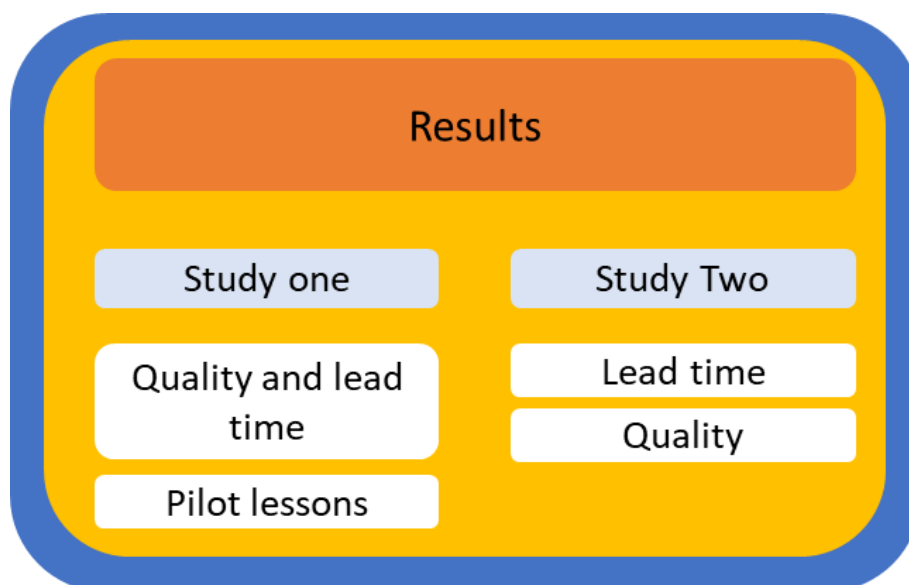 Results
Study one
Study Two
Quality and lead
time
Lead time
Quality
Pilot lessons